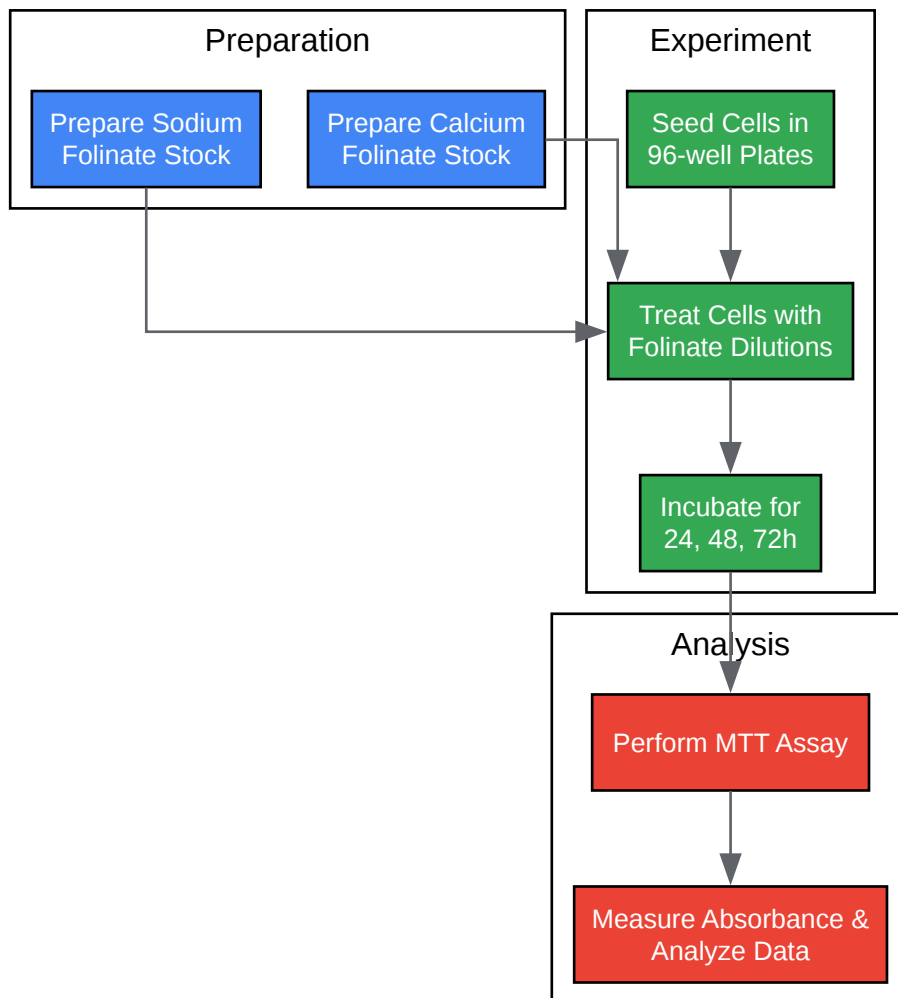 Preparation
Prepare Sodium
Folinate Stock
Prepare Calcium
Folinate Stock
Experiment
Seed Cells in
96-well Plates
Treat Cells with
Folinate Dilutions
Incubate for
24, 48, 72h
Analysis
Perform MTT Assay
Measure Absorbance &
Analyze Data